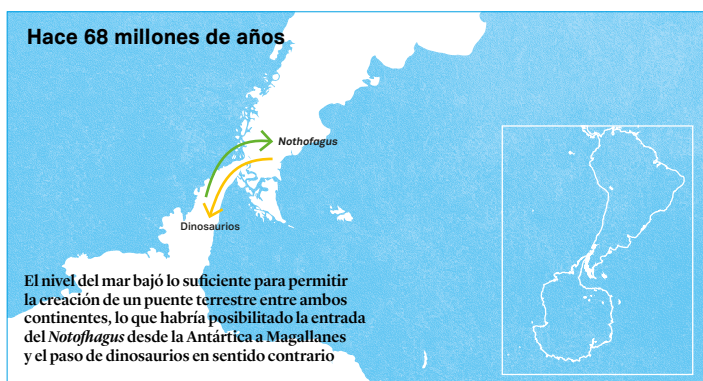 Hace 68 millones de años
Nothofagus
Dinosaurios
El nivel del mar bajó lo suficiente para permitir
la creación de un puente terrestre entre ambos
continentes, lo que habría posibilitado la entrada
del Notofhagus desde la Antártica a Magallanes
y el paso de dinosaurios en sentido contrario